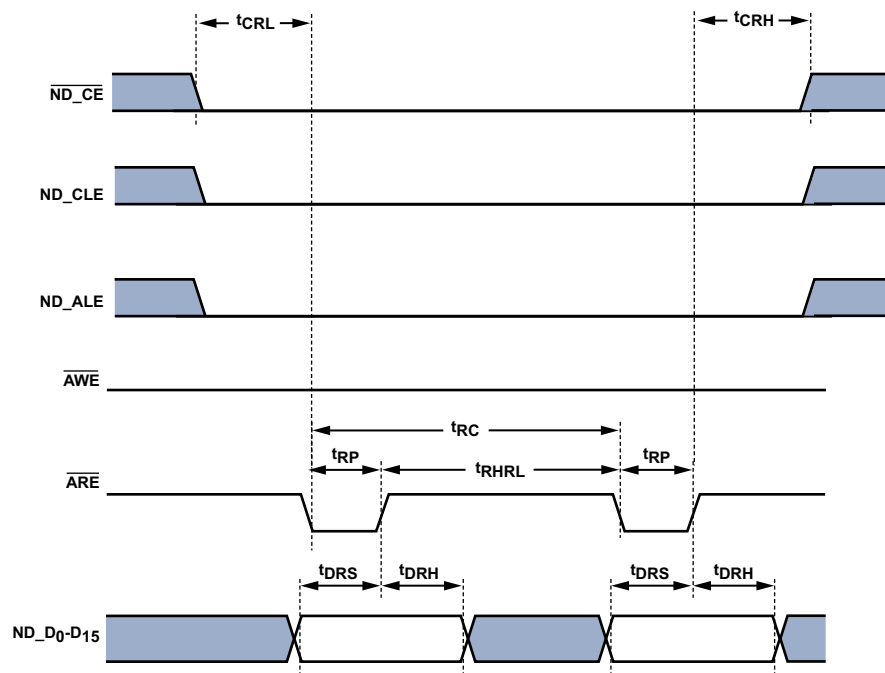 tCRL tCRH
ND_CE
ND_CLE
ND_ALE
AWE
tRC
tRP tRHRL tRP
ARE
tDRS tDRH tDRS tDRH
ND_D0-D15